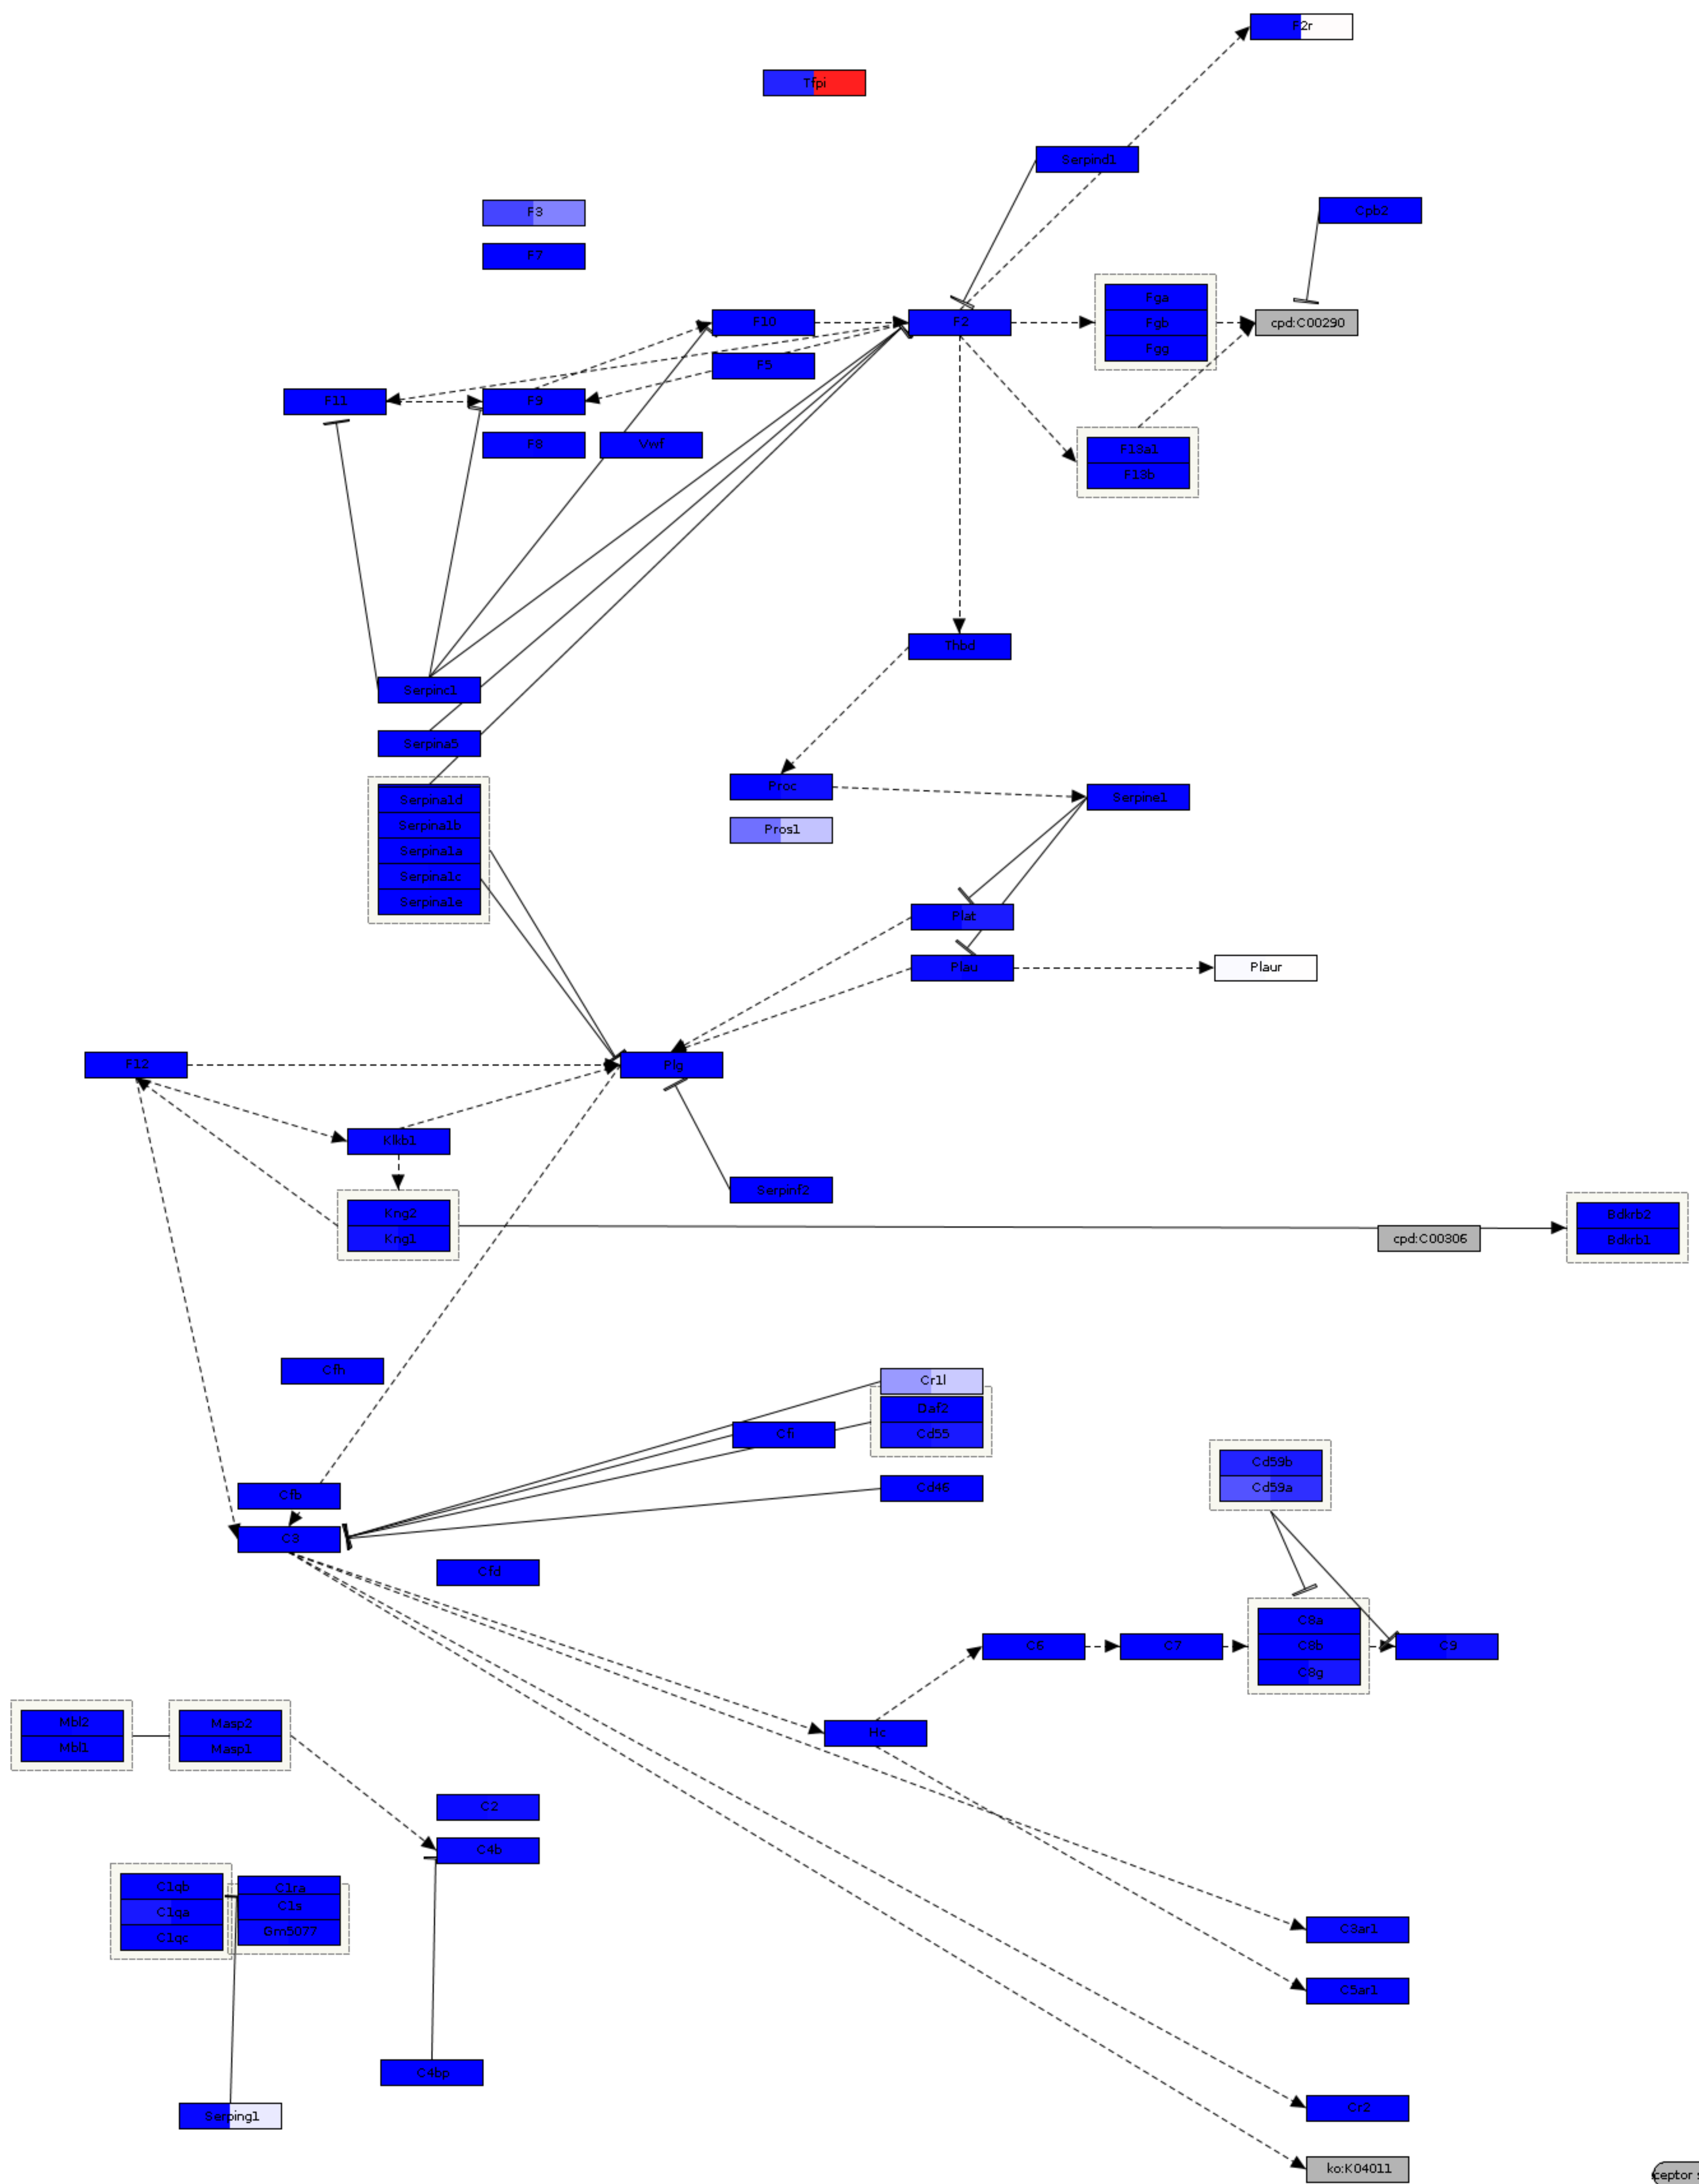 F2r
Tfpi
Serpind1
F3
Cpb2
F7
Fga
F10
F2
Fgb
cpd:C00290
Fgg
F5
F11
F9
F8
Vwf
F13a1
F13b
Thbd
Serpinc1
Serpina5
Proc
Serpine1
Serpina1d
Serpina1b
Pros1
Serpina1a
Serpina1c
Serpina1e
Plat
Plau
Plaur
F12
Plg
Klkb1
Serpinf2
Kng2
Kng1
cpd:C00306
Bdkrb2
Bdkrb1
Cfh
Cr1l
Daf2
Cfi
Cd55
Cd59b
Cd59a
Cd46
Cfb
C3
Cfd
C8a
C6
C7
C8b
C9
C8g
Mbl2
Masp2
Hc
Mbl1
Masp1
C2
C4b
C1qb
C1ra
C1qa
C1s
C1qc
Gm5077
C3ar1
C5ar1
C4bp
Serping1
Cr2
ko:K04011
ceptor s